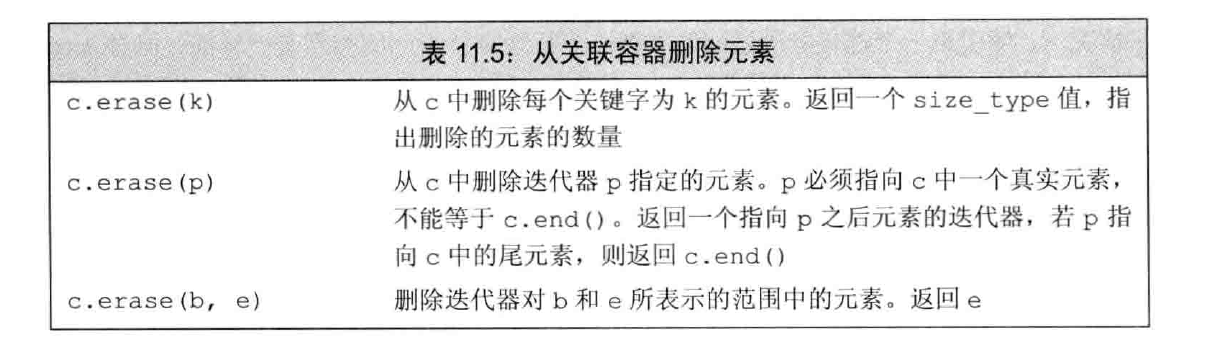 表 11.5：从关联容器删除元素
c.erase(k) 从 c 中删除每个关键字为 k 的元素。返回一个 size_type 值，指
出删除的元素的数量
c.erase(p) 从 c 中删除迭代器 p 指定的元素。p 必须指向 c 中一个真实元素，
不能等于 c.end()。返回一个指向 p 之后元素的迭代器，若 p 指
向 c 中的尾元素，则返回 c.end()
c.erase(b, e) 删除迭代器对 b 和 e 所表示的范围中的元素。返回 e